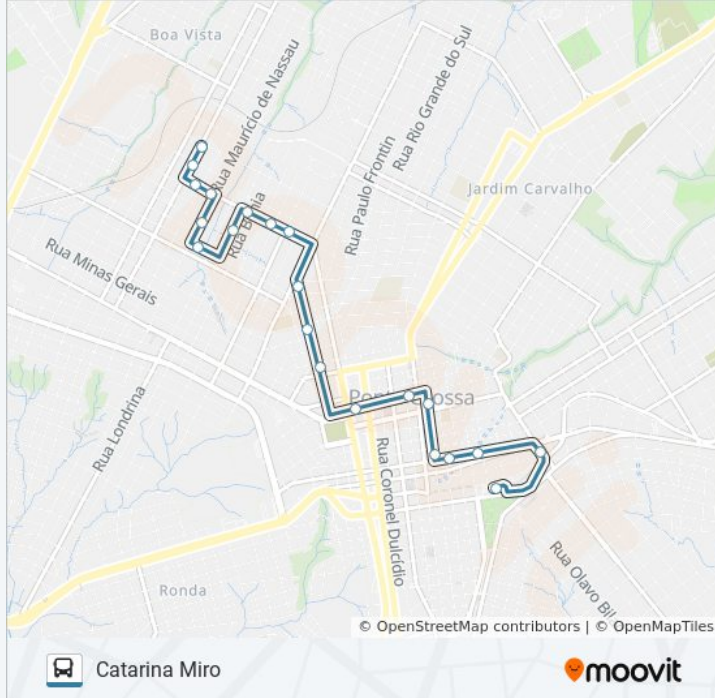 Boa Vista
Rua Maurício de Nassau
Rua Rio Grande do Sul
Rua Paulo Frontin
Jardim Carvalho
Rua Bahia
Rua Minas Gerais
Rua Londrina
Rua Coronel Dulcídio
Ronda
Rua Olavo Bil
© OpenStreetMap contributors | © OpenMapTiles
Catarina Miro
moovit